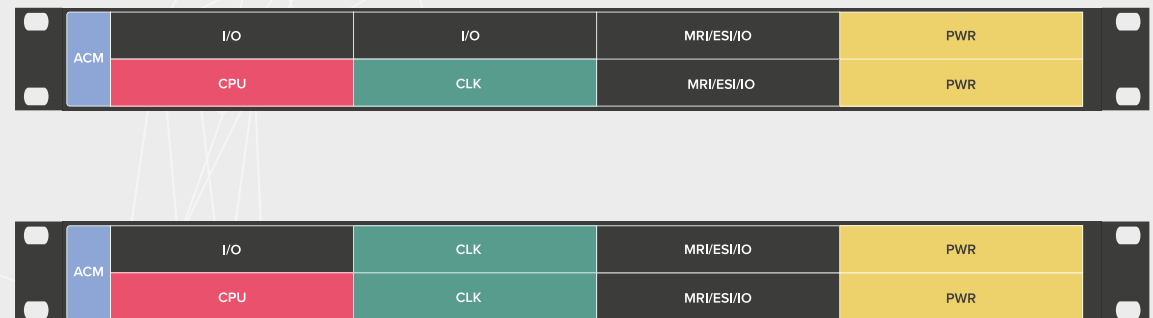 ACM
I/O I/O MRI/ESI/IO PWR
CPU CLK MRI/ESI/IO PWR
ACM
I/O CLK MRI/ESI/IO PWR
CPU CLK MRI/ESI/IO PWR